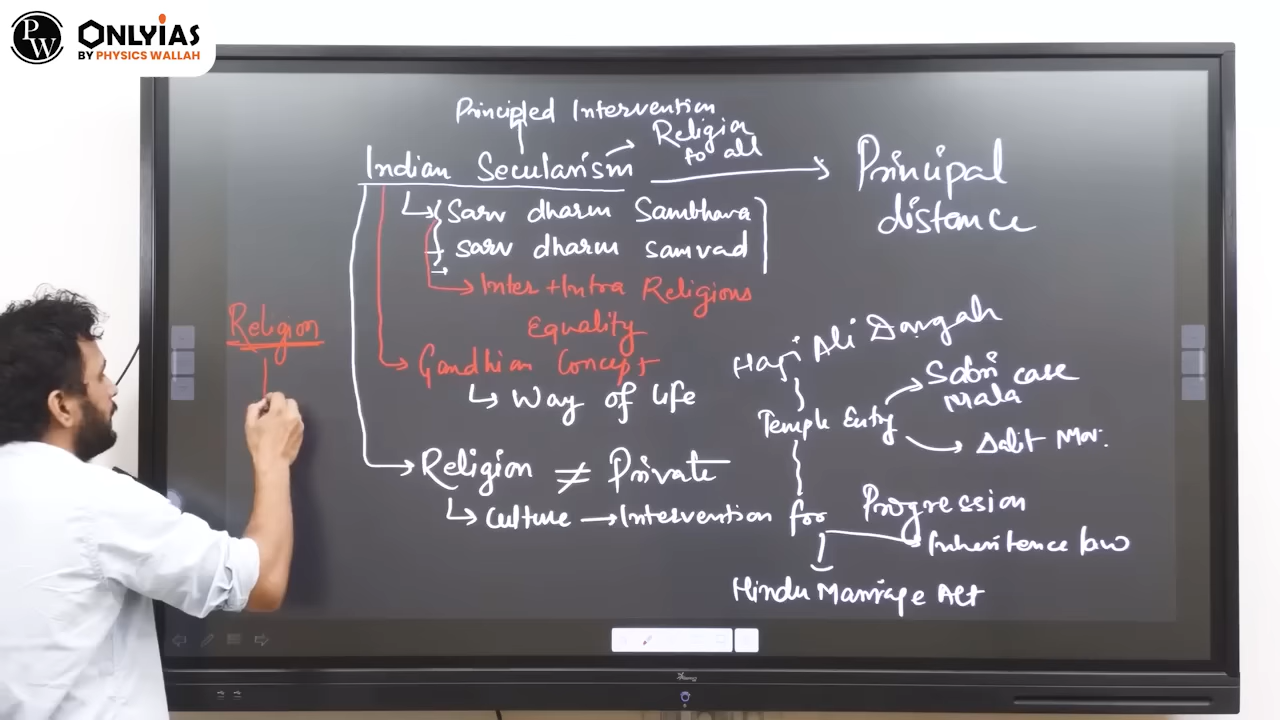 PW
ONLYIAS
BY PHYSICS WALLAH
Principled Intervention
Indian Secularism
Religion
to all
Principal
distance
Sarv dharm Sambhava
sarv dharm samvad
Inter + Intra Religions
Equality
Religion
Gandhian Concept
Way of life
Haji Ali Dargah
Temple Entry
Sabri case
Mala
Dalit Mov.
Religion ≠ Private
Culture → Intervention for Progression
Inheritence law
Hindu Marriage Act